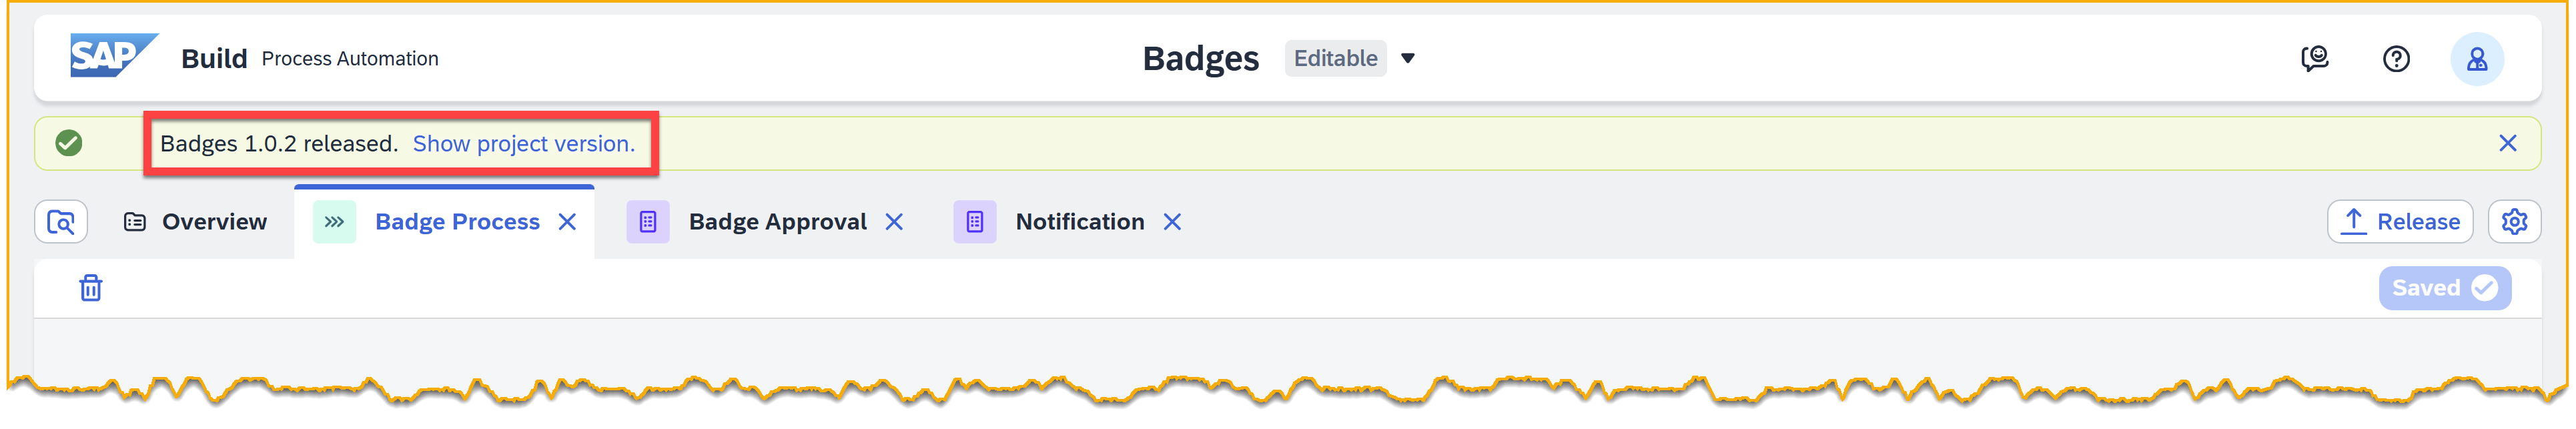 SAP Build Process Automation Badges Editable
Badges 1.0.2 released. Show project version.
Overview Badge Process Badge Approval Notification Release
Saved